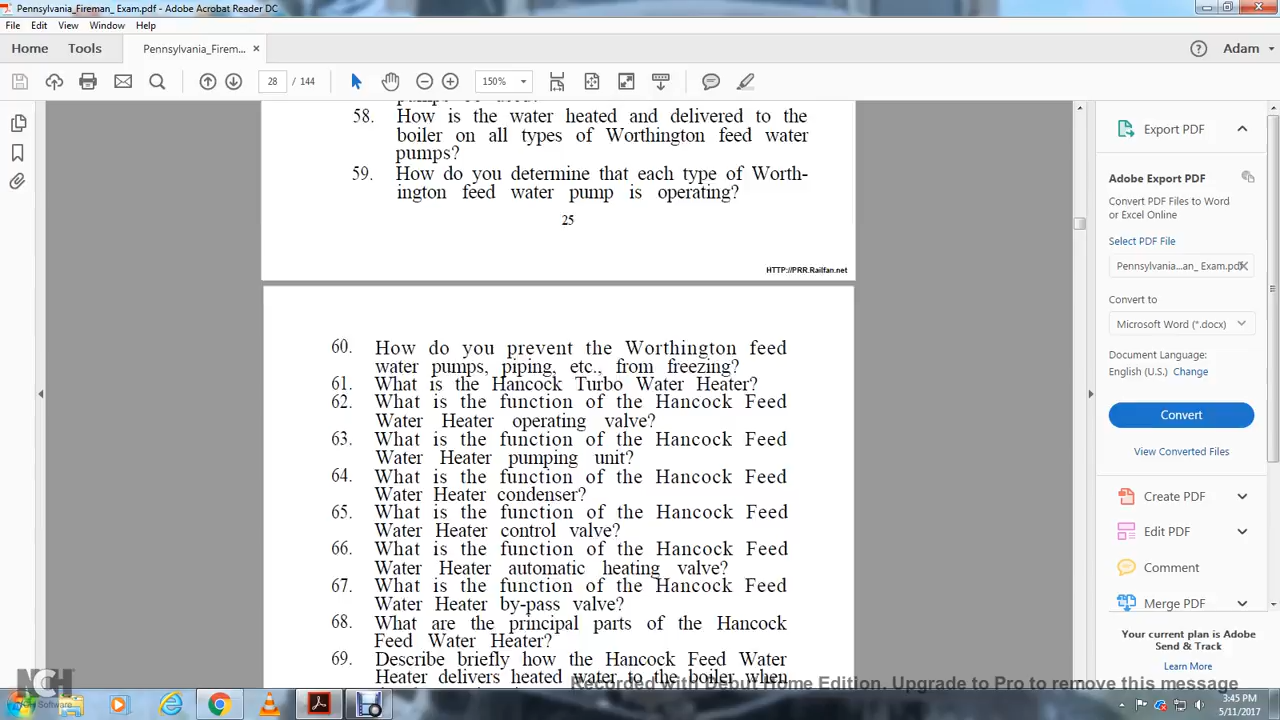 Pennsylvania_Fireman_ Exam.pdf - Adobe Acrobat Reader DC
File Edit View Window Help
Home Tools Pennsylvania_Firem... × Adam
28 / 144 150%
58. How is the water heated and delivered to the
boiler on all types of Worthington feed water
pumps?
59. How do you determine that each type of Worth-
ington feed water pump is operating?
25
HTTP://PRR.Railfan.net
60. How do you prevent the Worthington feed
water pumps, piping, etc., from freezing?
61. What is the Hancock Turbo Water Heater?
62. What is the function of the Hancock Feed
Water Heater operating valve?
63. What is the function of the Hancock Feed
Water Heater pumping unit?
64. What is the function of the Hancock Feed
Water Heater condenser?
65. What is the function of the Hancock Feed
Water Heater control valve?
66. What is the function of the Hancock Feed
Water Heater automatic heating valve?
67. What is the function of the Hancock Feed
Water Heater by-pass valve?
68. What are the principal parts of the Hancock
Feed Water Heater?
69. Describe briefly how the Hancock Feed Water
Heater delivers heated water to the boiler when
Export PDF
Adobe Export PDF
Convert PDF Files to Word
or Excel Online
Select PDF File
Pennsylvania...an_ Exam.pdf
Convert to
Microsoft Word (*.docx)
Document Language:
English (U.S.) Change
Convert
View Converted Files
Create PDF
Edit PDF
Comment
Merge PDF
Your current plan is Adobe
Send & Track
Learn More
Recorded with Debut Home Edition. Upgrade to Pro to remove this message
NCH
Software
3:45 PM
5/11/2017